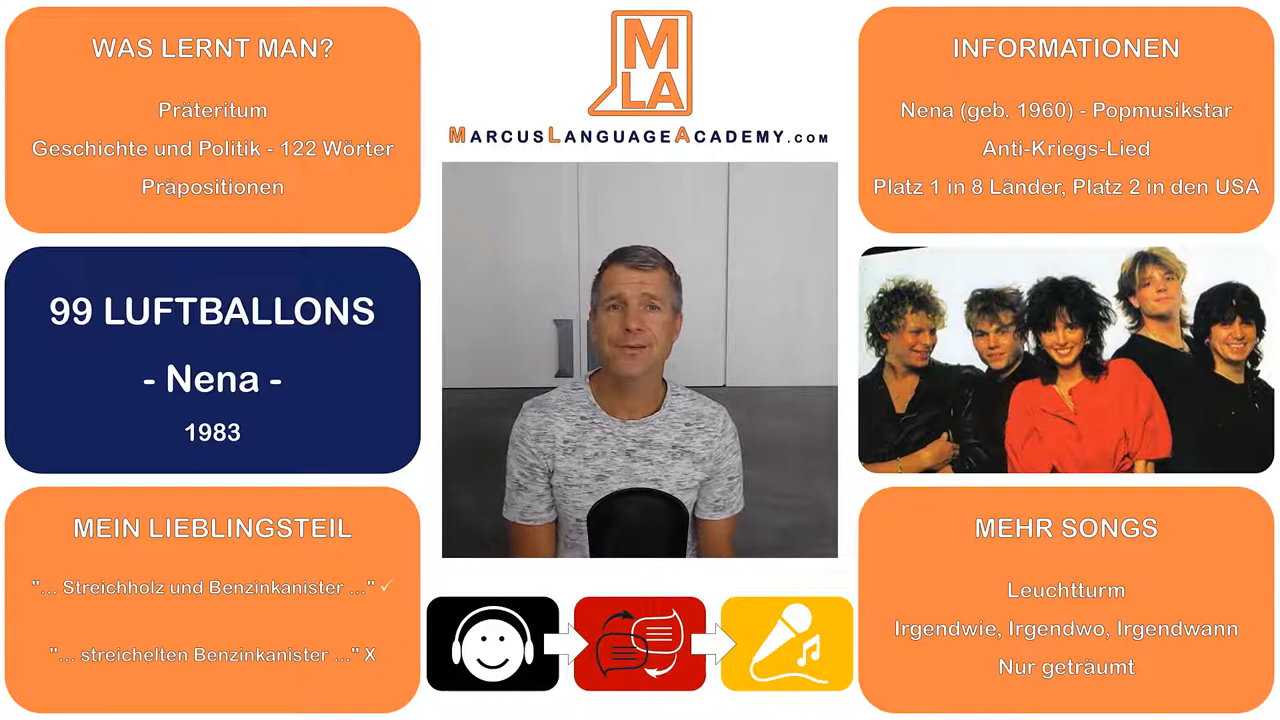 WAS LERNT MAN?
Präteritum
Geschichte und Politik - 122 Wörter
Präpositionen
99 LUFTBALLONS
- Nena -
1983
MEIN LIEBLINGSTEIL
"... Streichholz und Benzinkanister ..." ✓
"... streichelten Benzinkanister ..." X
M
LA
MARCUSLANGUAGEACADEMY.COM
INFORMATIONEN
Nena (geb. 1960) - Popmusikstar
Anti-Kriegs-Lied
Platz 1 in 8 Länder, Platz 2 in den USA
MEHR SONGS
Leuchtturm
Irgendwie, Irgendwo, Irgendwann
Nur geträumt